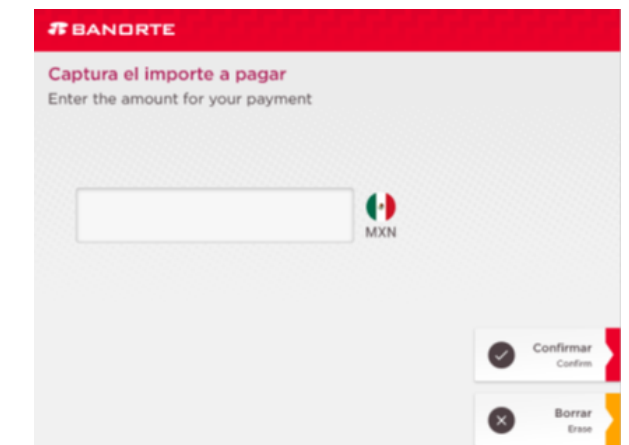 BANORTE
Captura el importe a pagar
Enter the amount for your payment
MXN
Confirmar
Confirm
Borrar
Erase